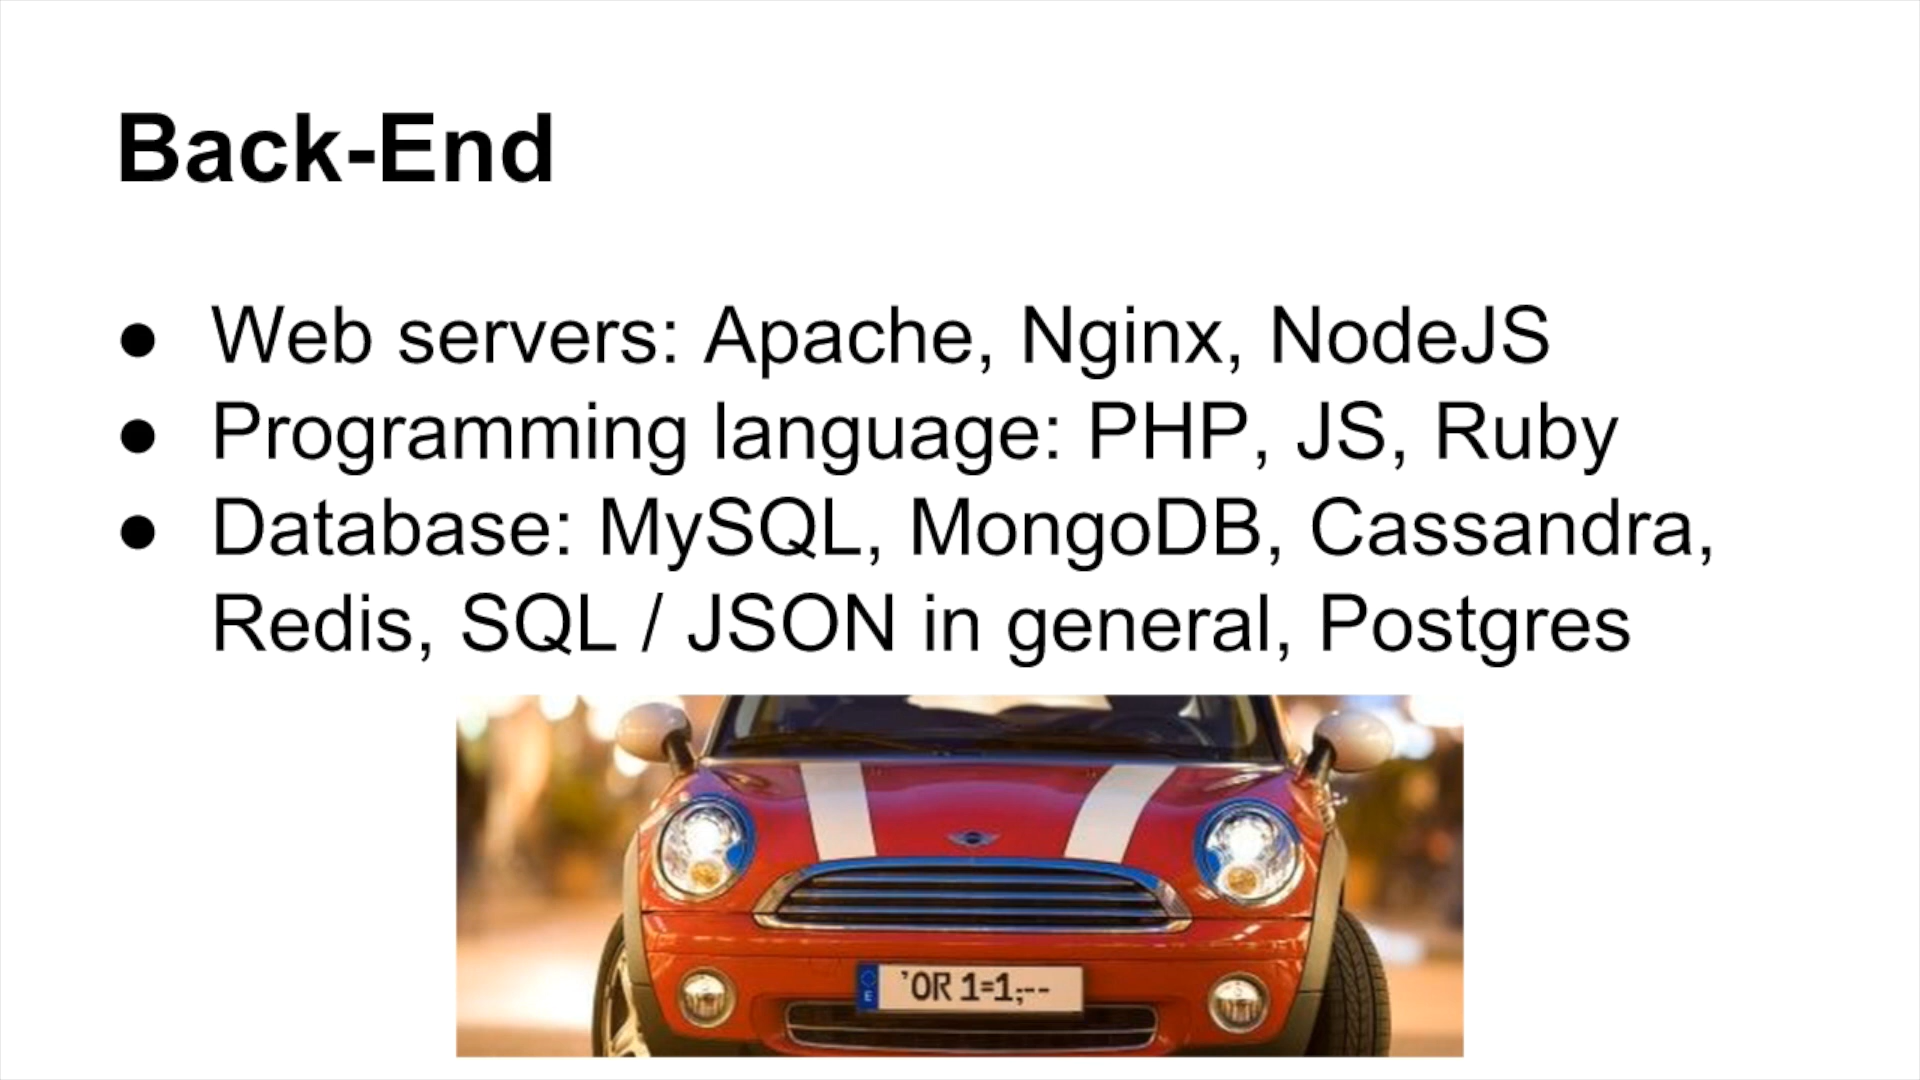 Back-End
● Web servers: Apache, Nginx, NodeJS
● Programming language: PHP, JS, Ruby
● Database: MySQL, MongoDB, Cassandra,
Redis, SQL / JSON in general, Postgres
E 'OR 1=1;--